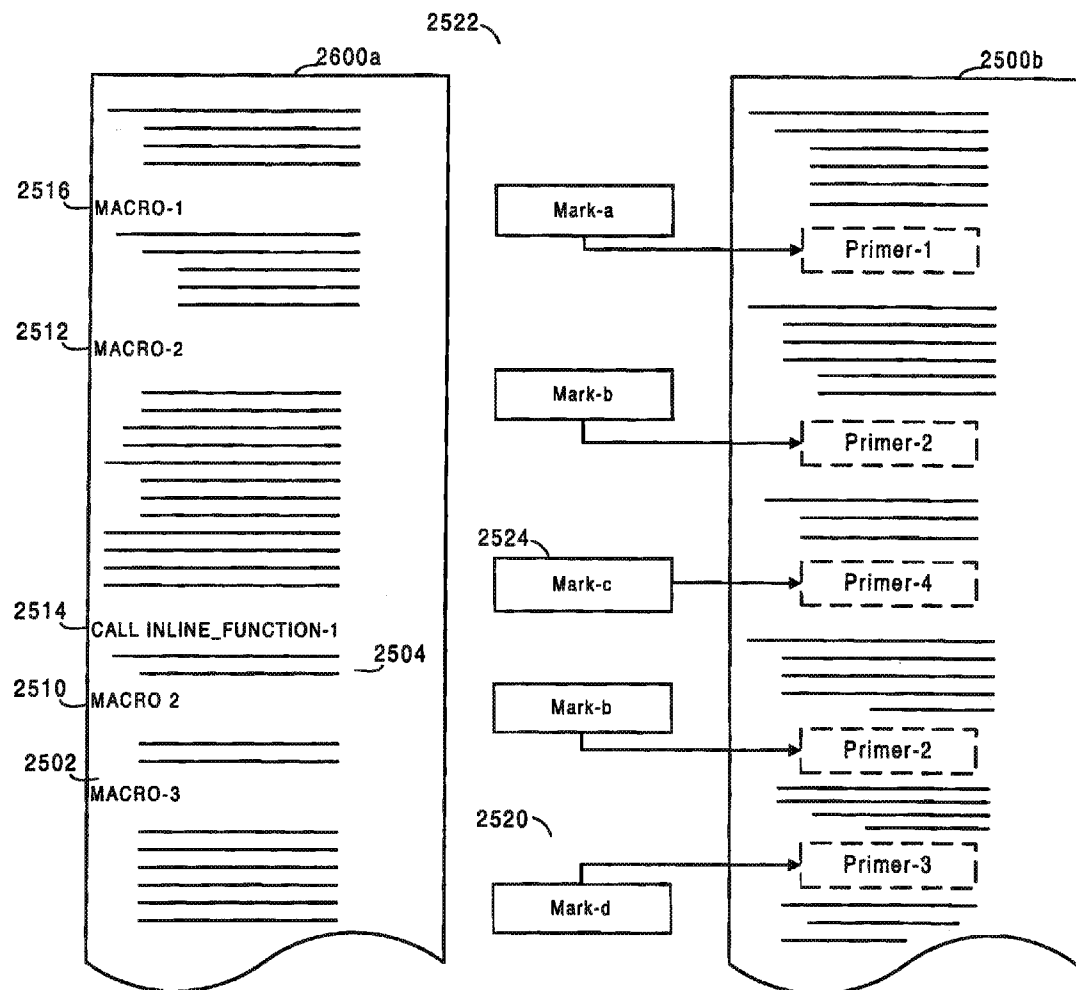 2522
2600a
2500b
2516
MACRO-1
Mark-a
Primer-1
2512
MACRO-2
Mark-b
Primer-2
2524
Mark-c
Primer-4
2514
CALL INLINE_FUNCTION-1
2504
2510
MACRO 2
Mark-b
Primer-2
2502
MACRO-3
2520
Primer-3
Mark-d